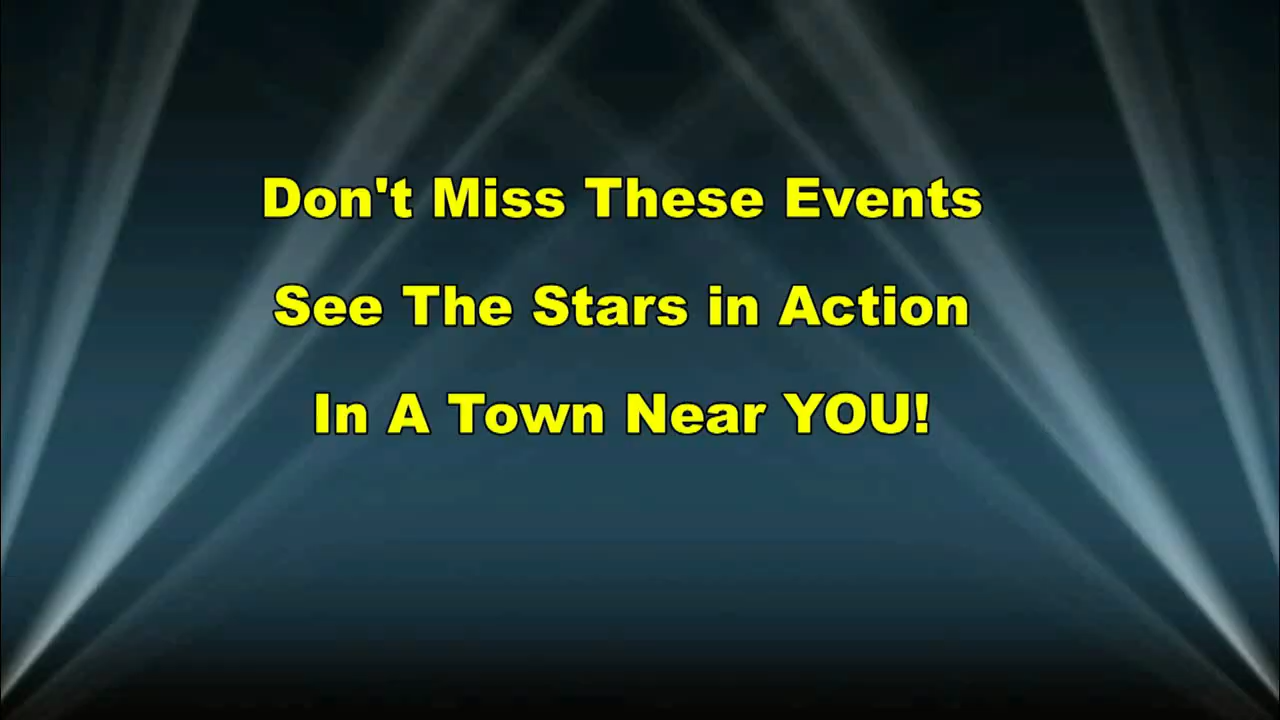 Don't Miss These Events
See The Stars in Action
In A Town Near YOU!